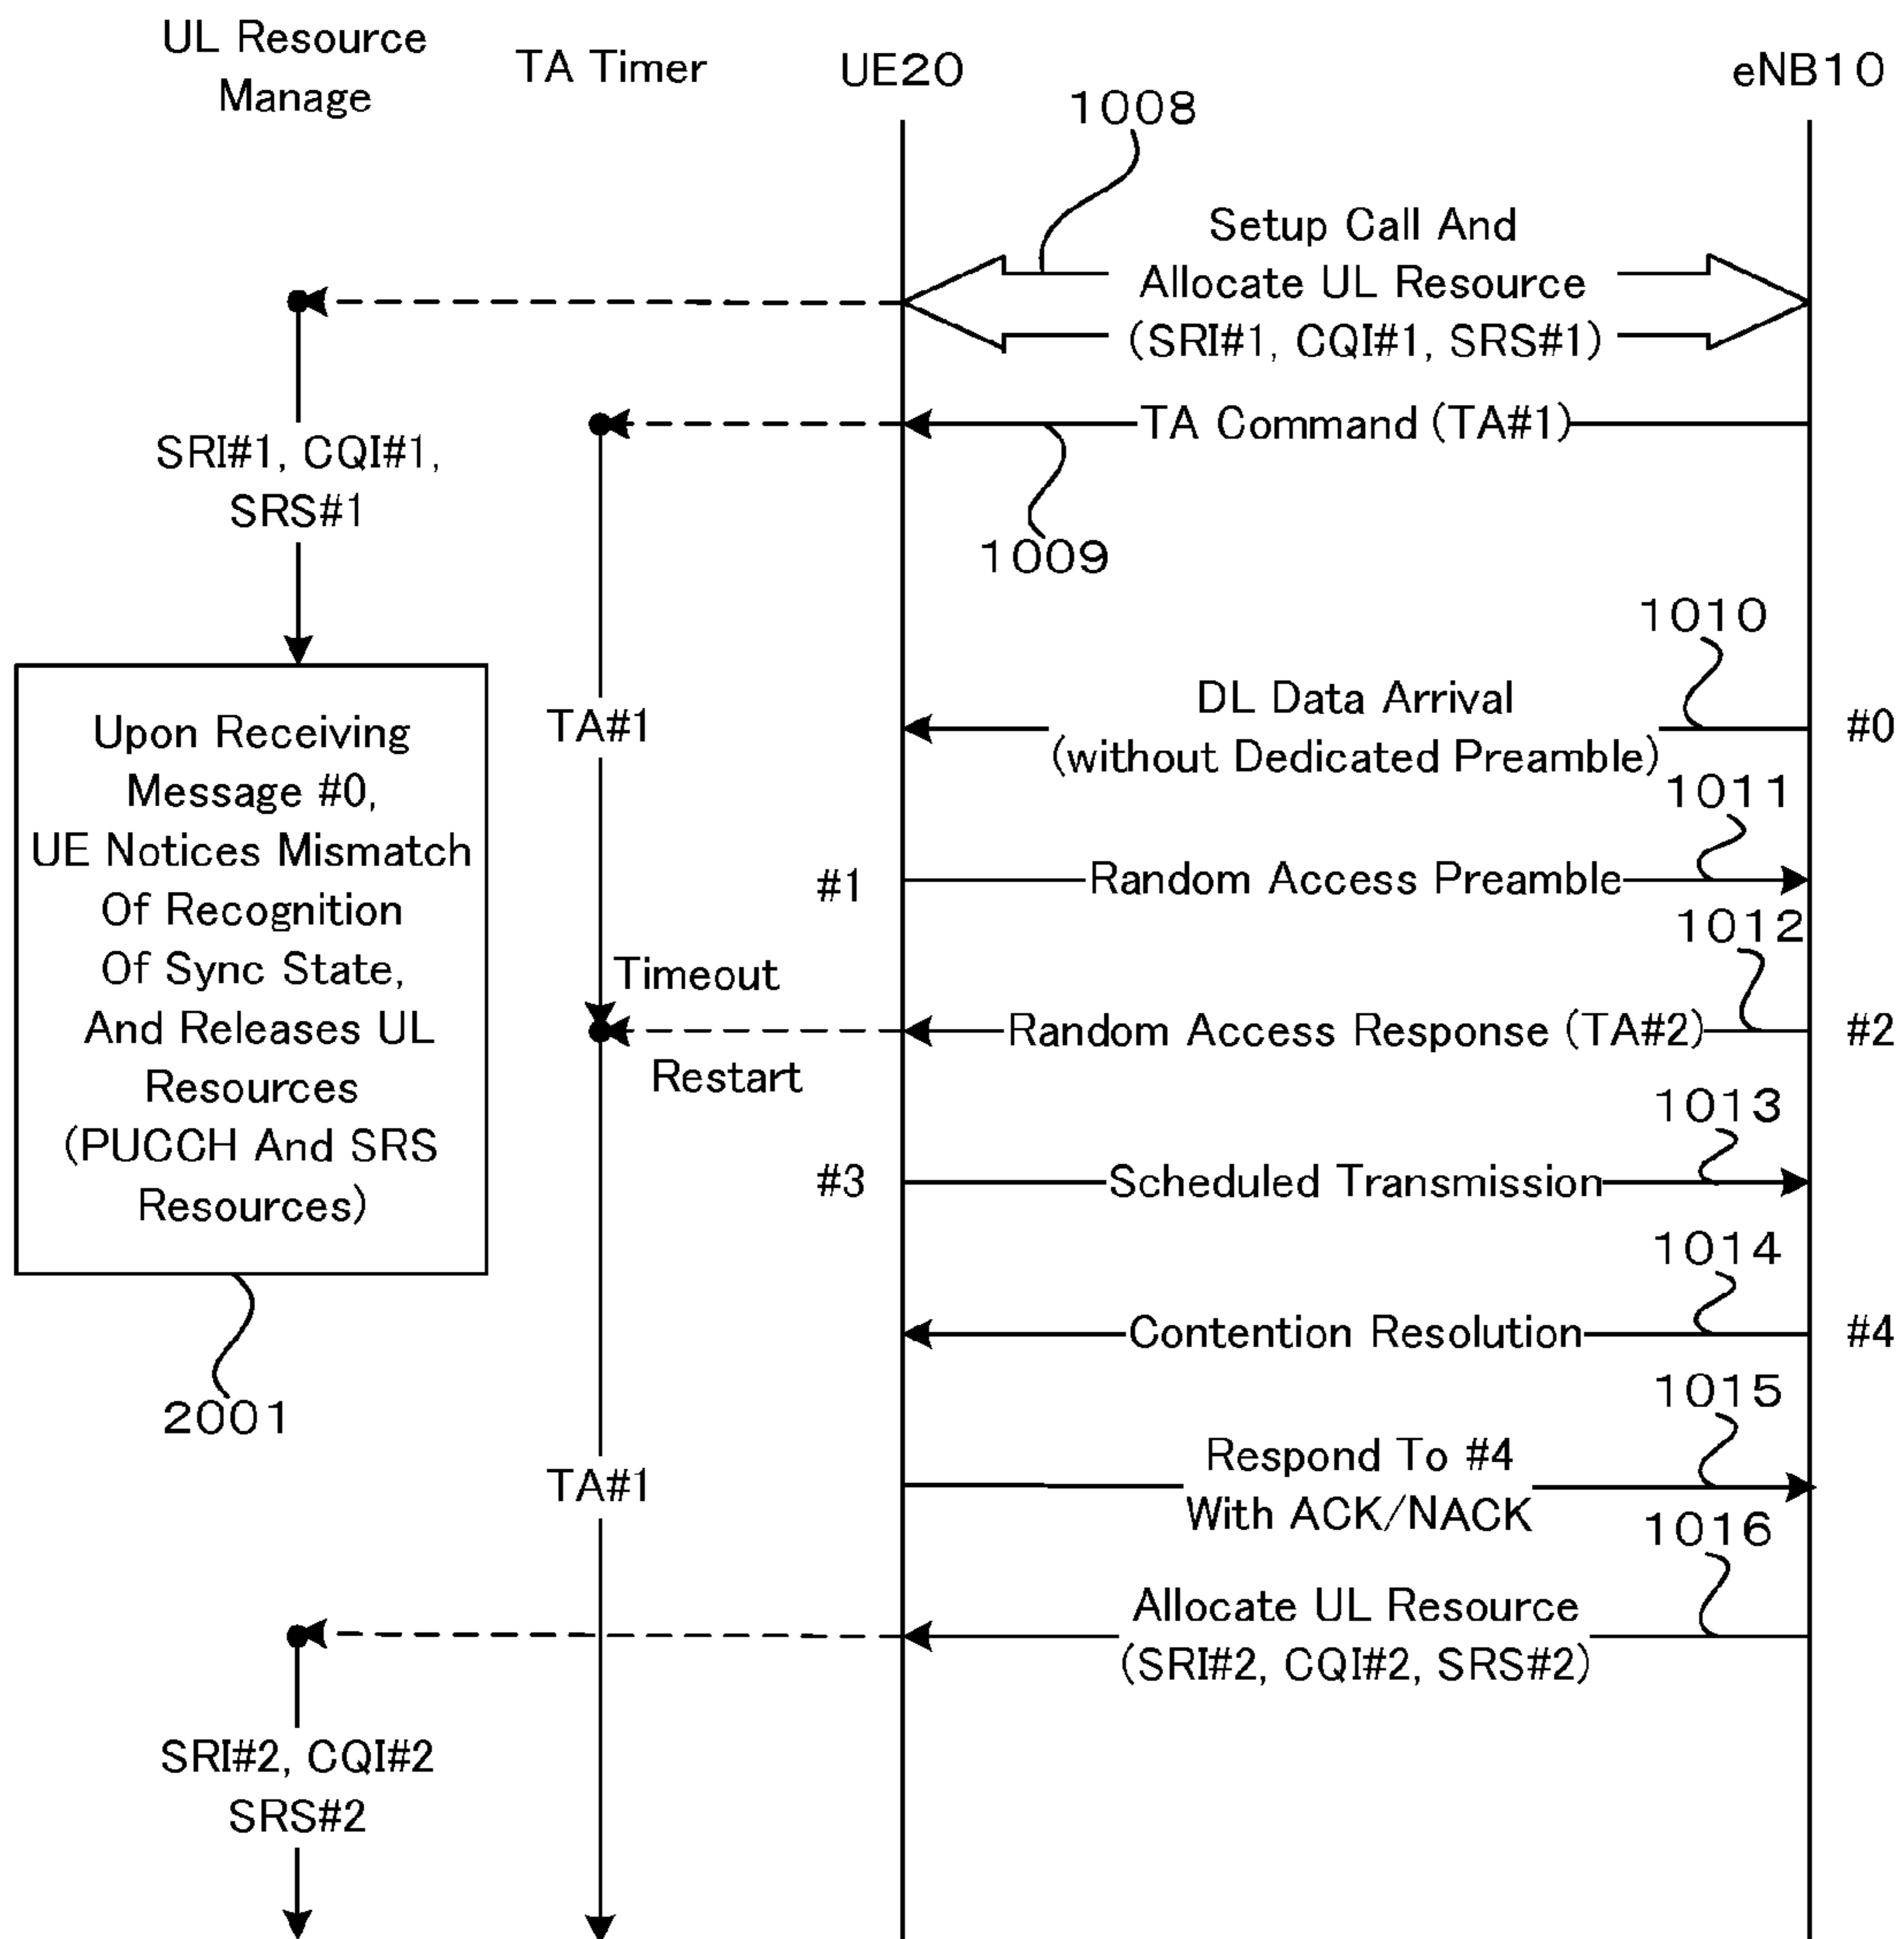 UL Resource
Manage
TA Timer
UE20
eNB10
1008
Setup Call And
Allocate UL Resource
(SRI#1, CQI#1, SRS#1)
TA Command (TA#1)
SRI#1, CQI#1,
SRS#1
1009
1010
DL Data Arrival
(without Dedicated Preamble)
#0
TA#1
Upon Receiving
Message #0,
UE Notices Mismatch
Of Recognition
Of Sync State,
And Releases UL
Resources
(PUCCH And SRS
Resources)
1011
#1
Random Access Preamble
1012
Timeout
Random Access Response (TA#2)
#2
Restart
1013
#3
Scheduled Transmission
1014
Contention Resolution
#4
2001
1015
TA#1
Respond To #4
With ACK/NACK
1016
Allocate UL Resource
(SRI#2, CQI#2, SRS#2)
SRI#2, CQI#2
SRS#2